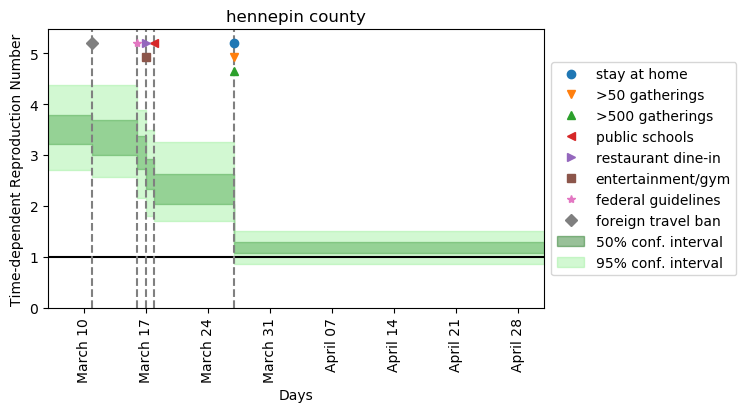 hennepin county
Time-dependent Reproduction Number
5
4
3
2
1
0
March 10
March 17
March 24
March 31
April 07
April 14
April 21
April 28
Days
stay at home
>50 gatherings
>500 gatherings
public schools
restaurant dine-in
entertainment/gym
federal guidelines
foreign travel ban
50% conf. interval
95% conf. interval